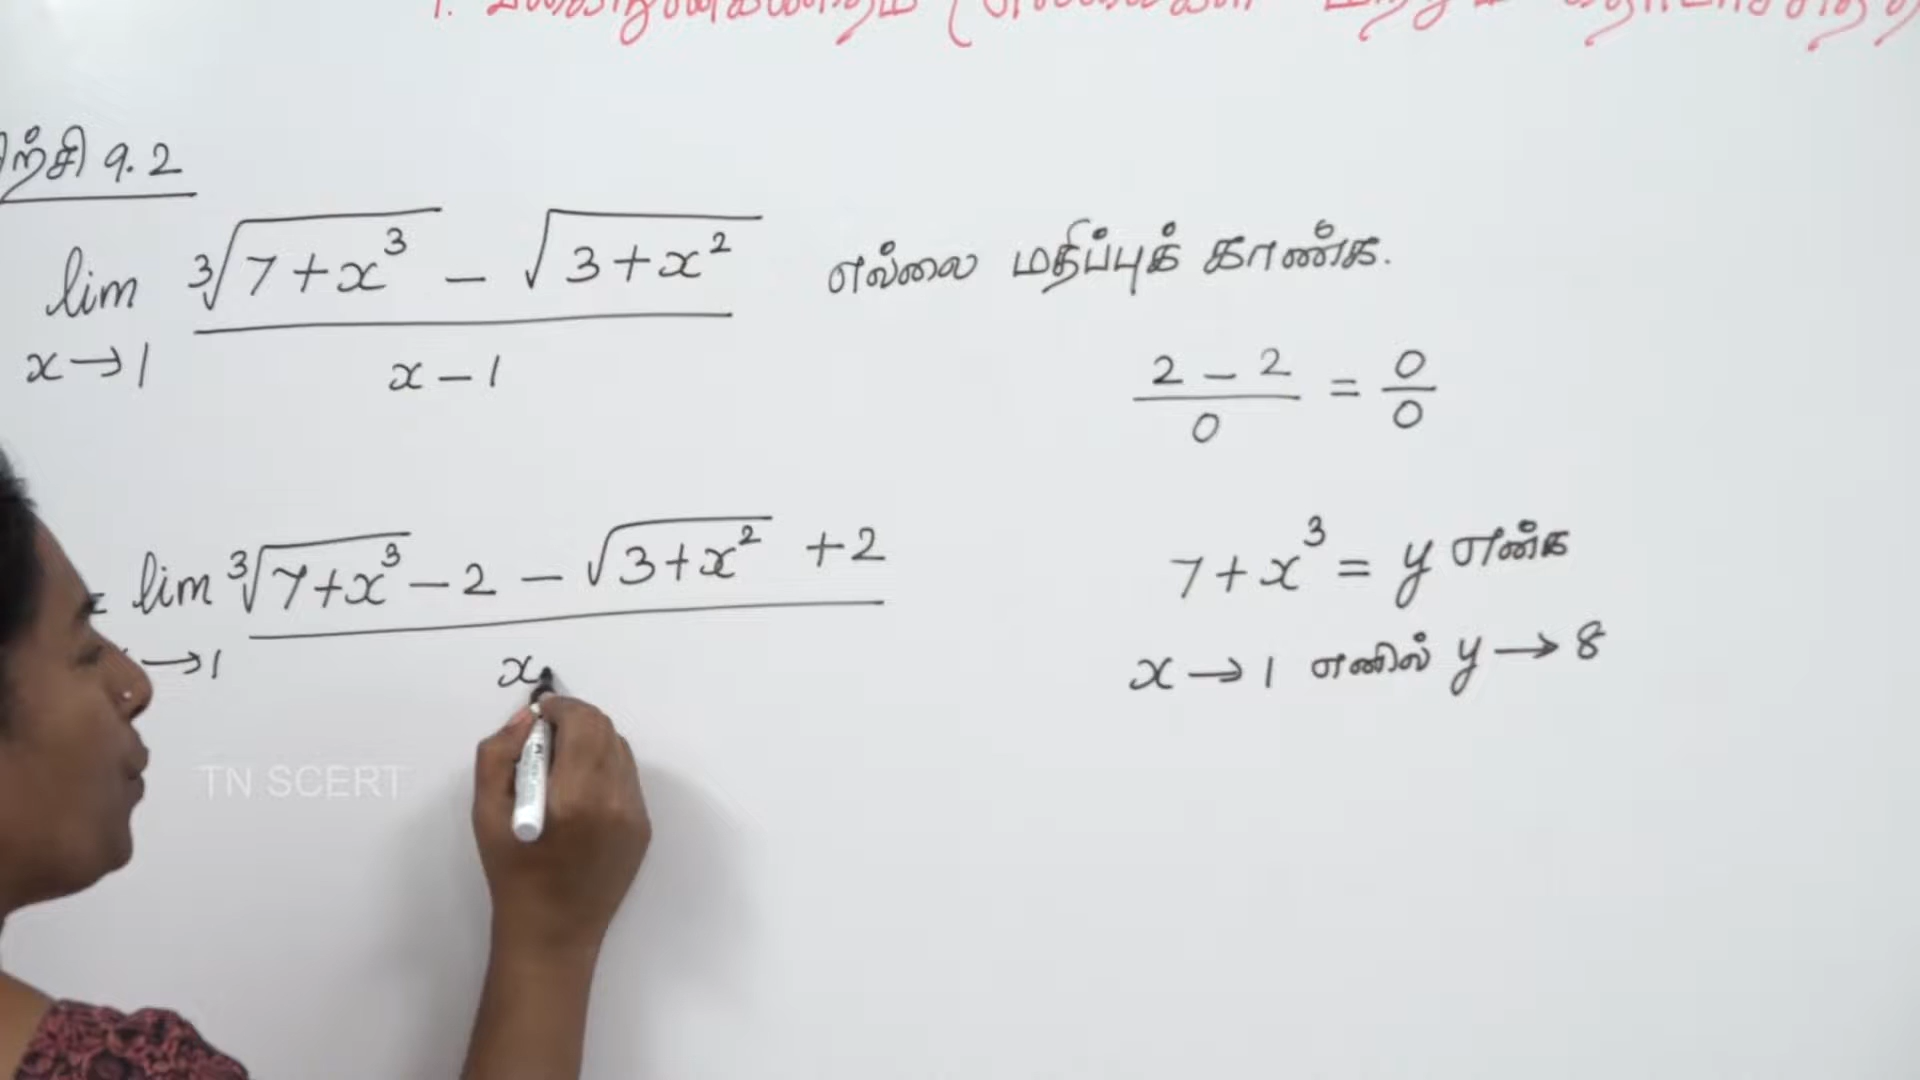 9.2
lim x→1 (∛(7+x³) − √(3+x²)) / (x−1) எல்லை மதிப்புக் காண்க.
(2 − 2)/0 = 0/0
lim →1 (∛(7+x³) − 2 − √(3+x²) + 2) / x
7+x³ = y என்க
x→1 எனில் y→8
TN SCERT